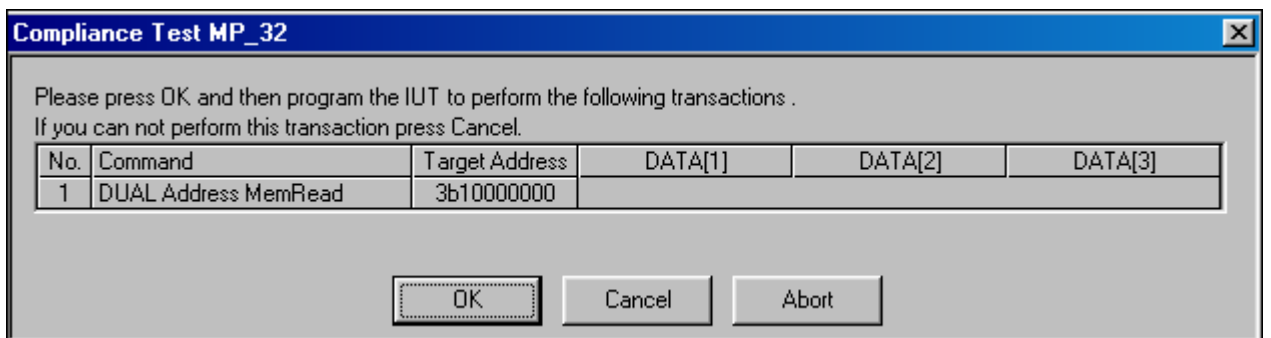 Compliance Test MP_32
Please press OK and then program the IUT to perform the following transactions .
If you can not perform this transaction press Cancel.
No. Command Target Address DATA[1] DATA[2] DATA[3]
1 DUAL Address MemRead 3b10000000
OK Cancel Abort